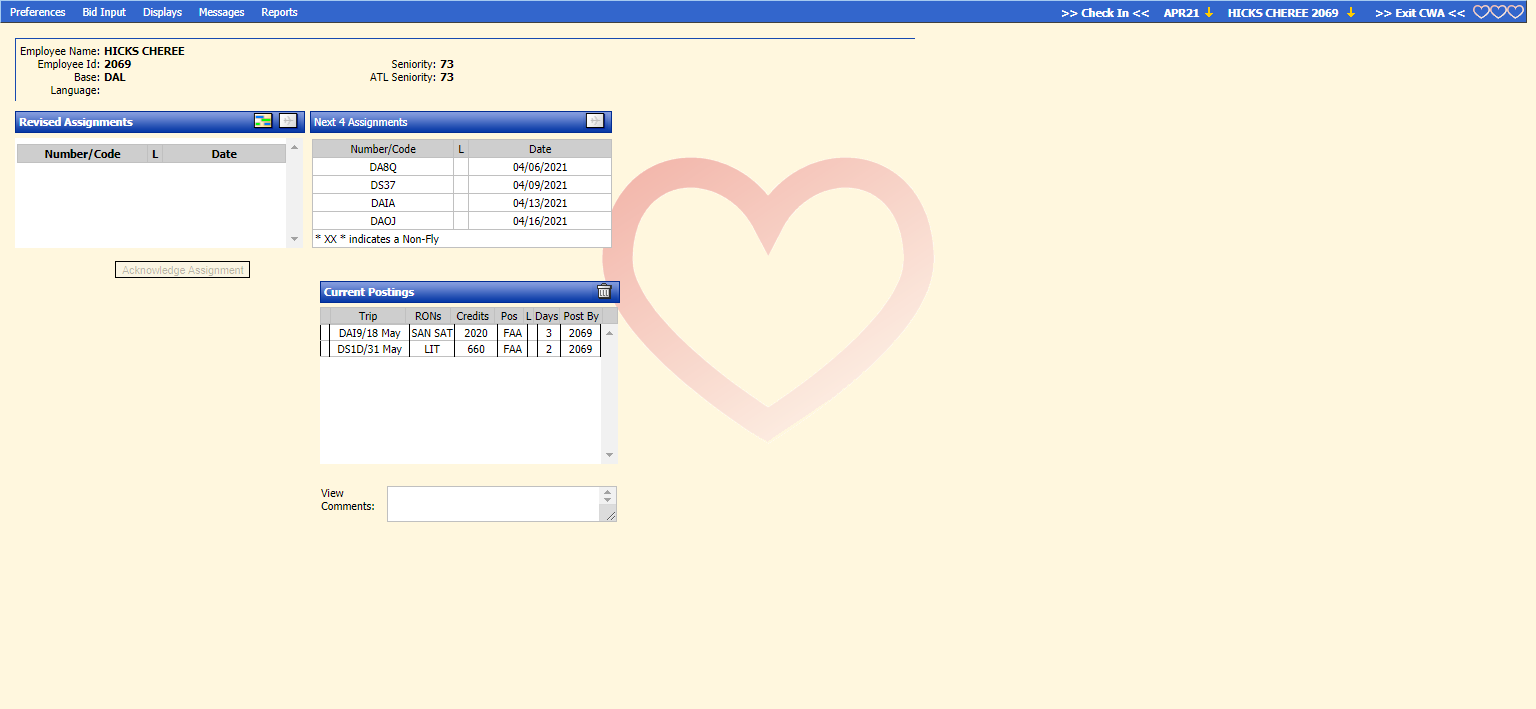 Preferences Bid Input Displays Messages Reports >> Check In << APR21 HICKS CHEREE 2069 >> Exit CWA <<
Employee Name: HICKS CHEREE
Employee Id: 2069 Seniority: 73
Base: DAL ATL Seniority: 73
Language:
Revised Assignments
Number/Code L Date
Acknowledge Assignment
Next 4 Assignments
Number/Code L Date
DA8Q 04/06/2021
DS37 04/09/2021
DAIA 04/13/2021
DAOJ 04/16/2021
* XX * indicates a Non-Fly
Current Postings
Trip RONs Credits Pos L Days Post By
DAI9/18 May SAN SAT 2020 FAA 3 2069
DS1D/31 May LIT 660 FAA 2 2069
View
Comments: